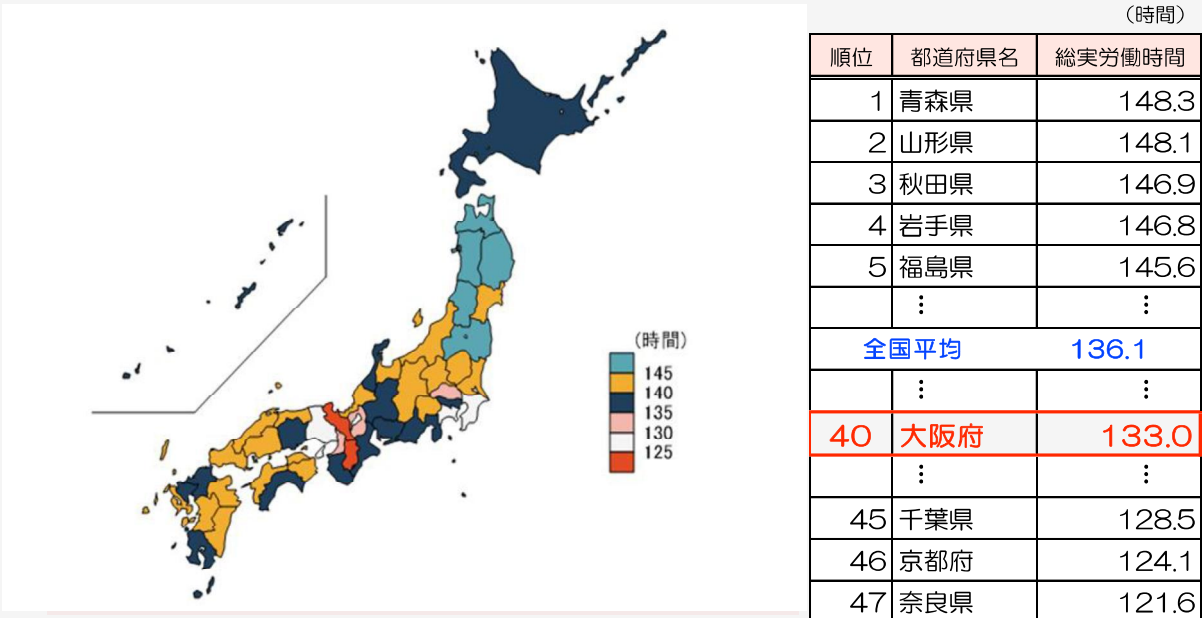 （時間）
145
140
135
130
125
（時間）
順位 都道府県名 総実労働時間
1 青森県 148.3
2 山形県 148.1
3 秋田県 146.9
4 岩手県 146.8
5 福島県 145.6
⋮ ⋮
全国平均 136.1
⋮ ⋮
40 大阪府 133.0
⋮ ⋮
45 千葉県 128.5
46 京都府 124.1
47 奈良県 121.6